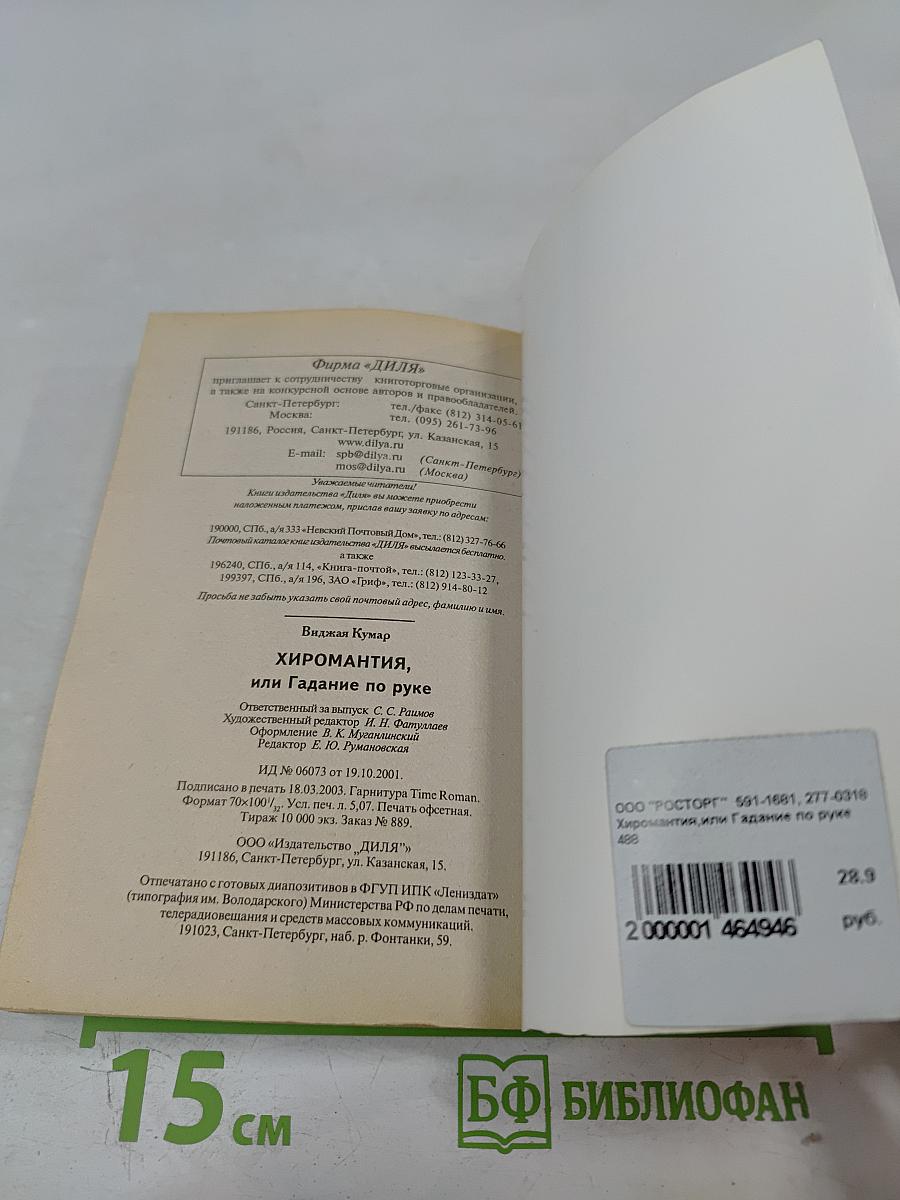 Фирма «ДИЛЯ»
приглашает к сотрудничеству книготорговые организации,
а также на конкурсной основе авторов и правообладателей.
Санкт-Петербург: тел./факс (812) 314-05-61
Москва: тел. (095) 261-73-96
191186, Россия, Санкт-Петербург, ул. Казанская, 15
www.dilya.ru
E-mail: spb@dilya.ru (Санкт-Петербург)
mos@dilya.ru (Москва)
Уважаемые читатели!
Книги издательства «Диля» вы можете приобрести
наложенным платежом, прислав вашу заявку по адресам:
190000, СПб., а/я 333 «Невский Почтовый Дом», тел.: (812) 327-76-66
Почтовый каталог книг издательства «ДИЛЯ» высылается бесплатно.
а также
196240, СПб., а/я 114, «Книга-почтой», тел.: (812) 123-33-27,
199397, СПб., а/я 196, ЗАО «Гриф», тел.: (812) 914-80-12
Просьба не забыть указать свой почтовый адрес, фамилию и имя.
Виджая Кумар
ХИРОМАНТИЯ,
или Гадание по руке
Ответственный за выпуск С. С. Раимов
Художественный редактор И. Н. Фатуллаев
Оформление В. К. Муганлинский
Редактор Е. Ю. Румановская
ИД № 06073 от 19.10.2001.
Подписано в печать 18.03.2003. Гарнитура Time Roman.
Формат 70×100 1/32. Усл. печ. л. 5,07. Печать офсетная.
Тираж 10 000 экз. Заказ № 889.
ООО «Издательство „ДИЛЯ"»
191186, Санкт-Петербург, ул. Казанская, 15.
Отпечатано с готовых диапозитивов в ФГУП ИПК «Лениздат»
(типография им. Володарского) Министерства РФ по делам печати,
телерадиовещания и средств массовых коммуникаций.
191023, Санкт-Петербург, наб. р. Фонтанки, 59.
ООО "РОСТОРГ" 591-1681, 277-0318
Хиромантия,или Гадание по руке
488
28.9
руб.
2 000001 464946
15 см
БФ БИБЛИОФАН